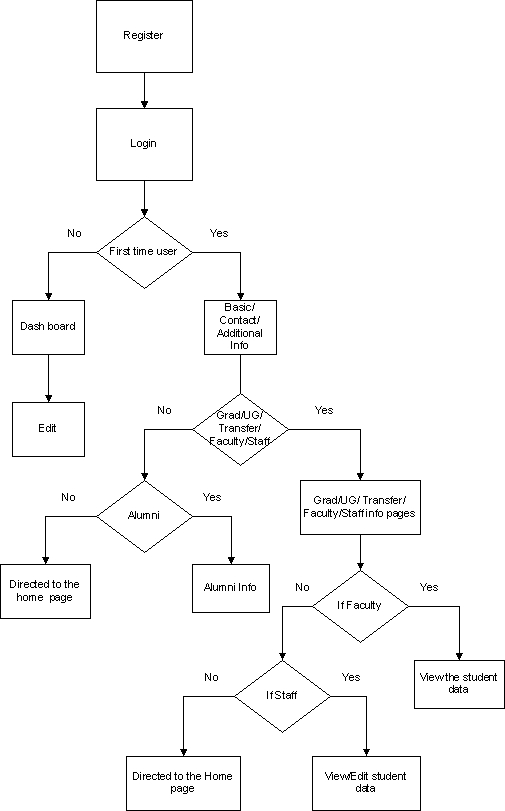 Register
Login
No
Yes
First time user
Dash board
Basic/
Contact/
Additional
Info
Edit
No
Yes
Grad/UG/
Transfer/
Faculty/Staff
No
Yes
Alumni
Grad/UG/ Transfer/
Faculty/Staff info pages
Directed to the
home page
Alumni Info
No
Yes
If Faculty
No
Yes
View the student
data
If Staff
Directed to the Home
page
View/Edit student
data